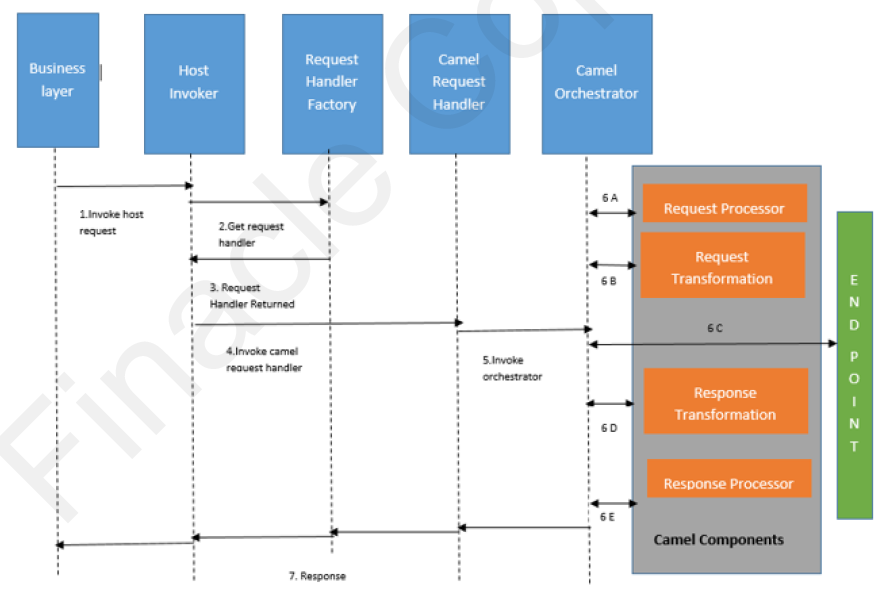 Business
layer
Host
Invoker
Request
Handler
Factory
Camel
Request
Handler
Camel
Orchestrator
1.Invoke host
request
2.Get request
handler
3. Request
Handler Returned
4.Invoke camel
request handler
5.Invoke
orchestrator
6 A
Request Processor
Request
Transformation
6 B
6 C
Response
Transformation
6 D
Response Processor
6 E
Camel Components
E
N
D
P
O
I
N
T
7. Response
Finacle Co